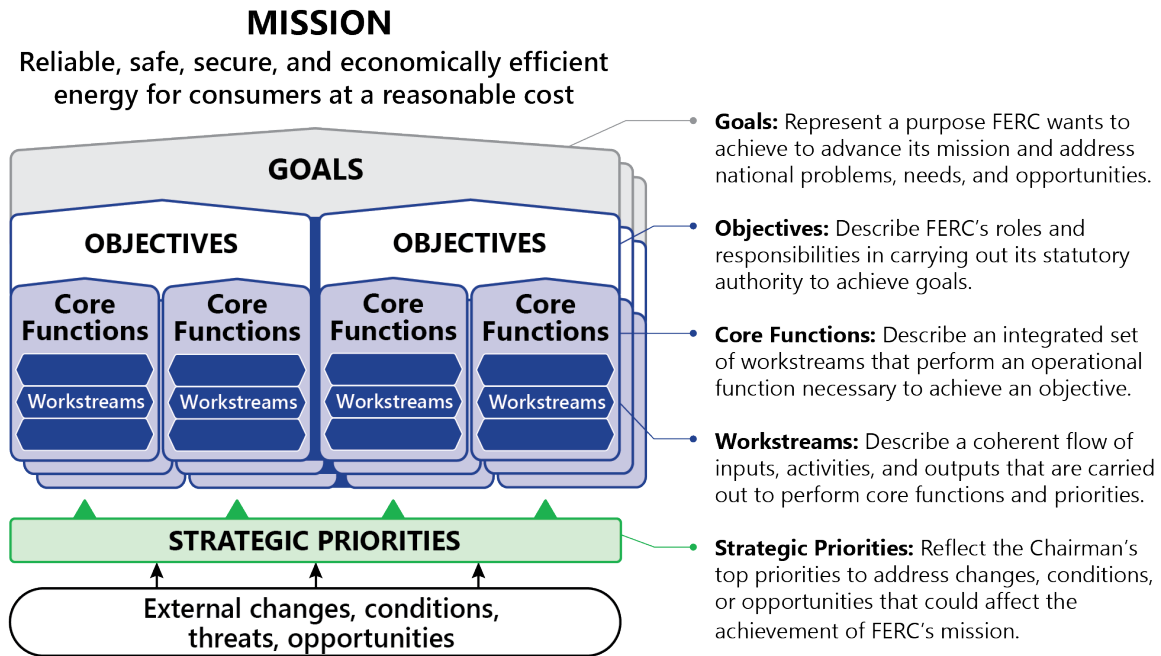 MISSION
Reliable, safe, secure, and economically efficient
energy for consumers at a reasonable cost
GOALS
OBJECTIVES
OBJECTIVES
Core
Functions
Core
Functions
Core
Functions
Core
Functions
Workstreams
Workstreams
Workstreams
Workstreams
STRATEGIC PRIORITIES
External changes, conditions,
threats, opportunities
Goals: Represent a purpose FERC wants to
achieve to advance its mission and address
national problems, needs, and opportunities.
Objectives: Describe FERC’s roles and
responsibilities in carrying out its statutory
authority to achieve goals.
Core Functions: Describe an integrated set
of workstreams that perform an operational
function necessary to achieve an objective.
Workstreams: Describe a coherent flow of
inputs, activities, and outputs that are carried
out to perform core functions and priorities.
Strategic Priorities: Reflect the Chairman’s
top priorities to address changes, conditions,
or opportunities that could affect the
achievement of FERC’s mission.